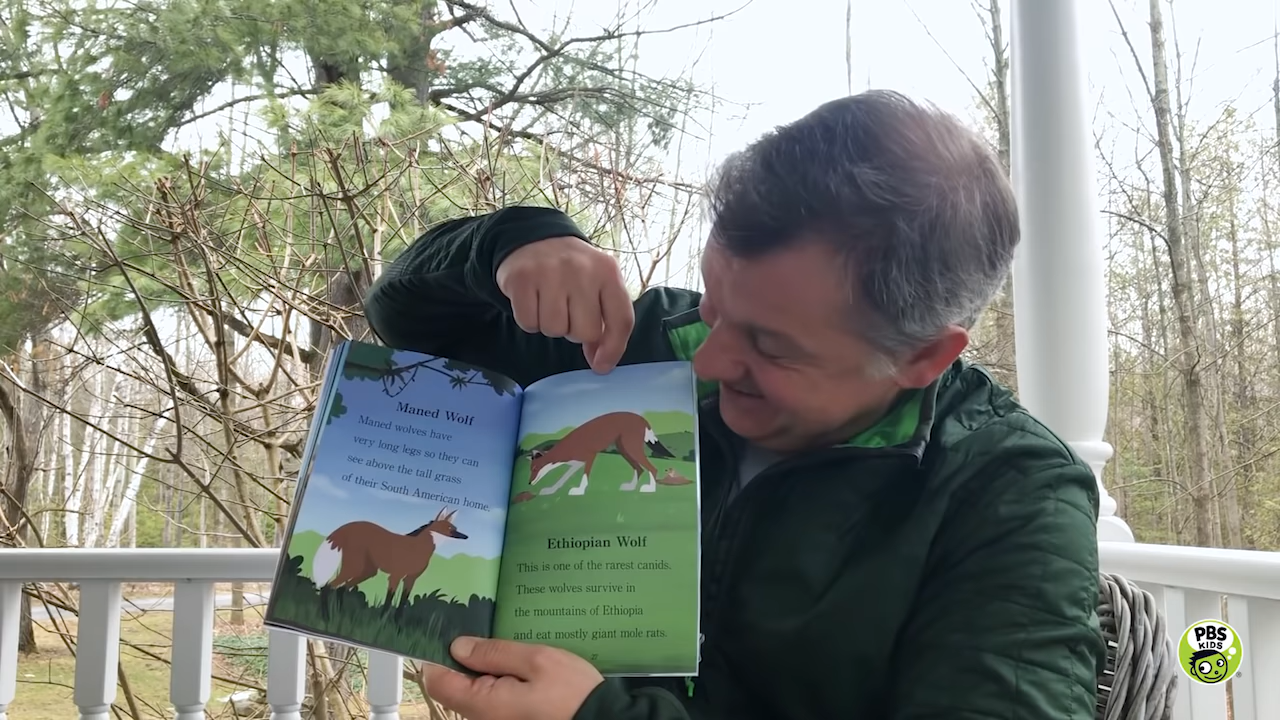 Maned Wolf
Maned wolves have
very long legs so they can
see above the tall grass
of their South American home.
Ethiopian Wolf
This is one of the rarest canids.
These wolves survive in
the mountains of Ethiopia
and eat mostly giant mole rats.
27
PBS
KIDS